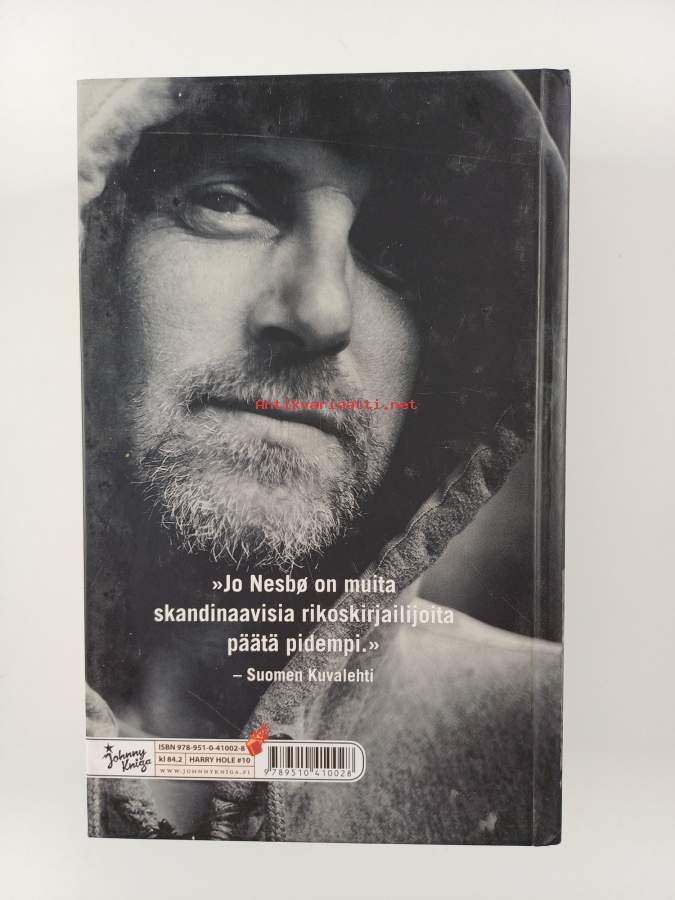 Antikvariaatti.net
»Jo Nesbø on muita
skandinaavisia rikoskirjailijoita
päätä pidempi.»
– Suomen Kuvalehti
Johnny
Kniga
ISBN 978-951-0-41002-8
kl 84.2 HARRY HOLE #10
WWW.JOHNNYKNIGA.FI
9789510410028